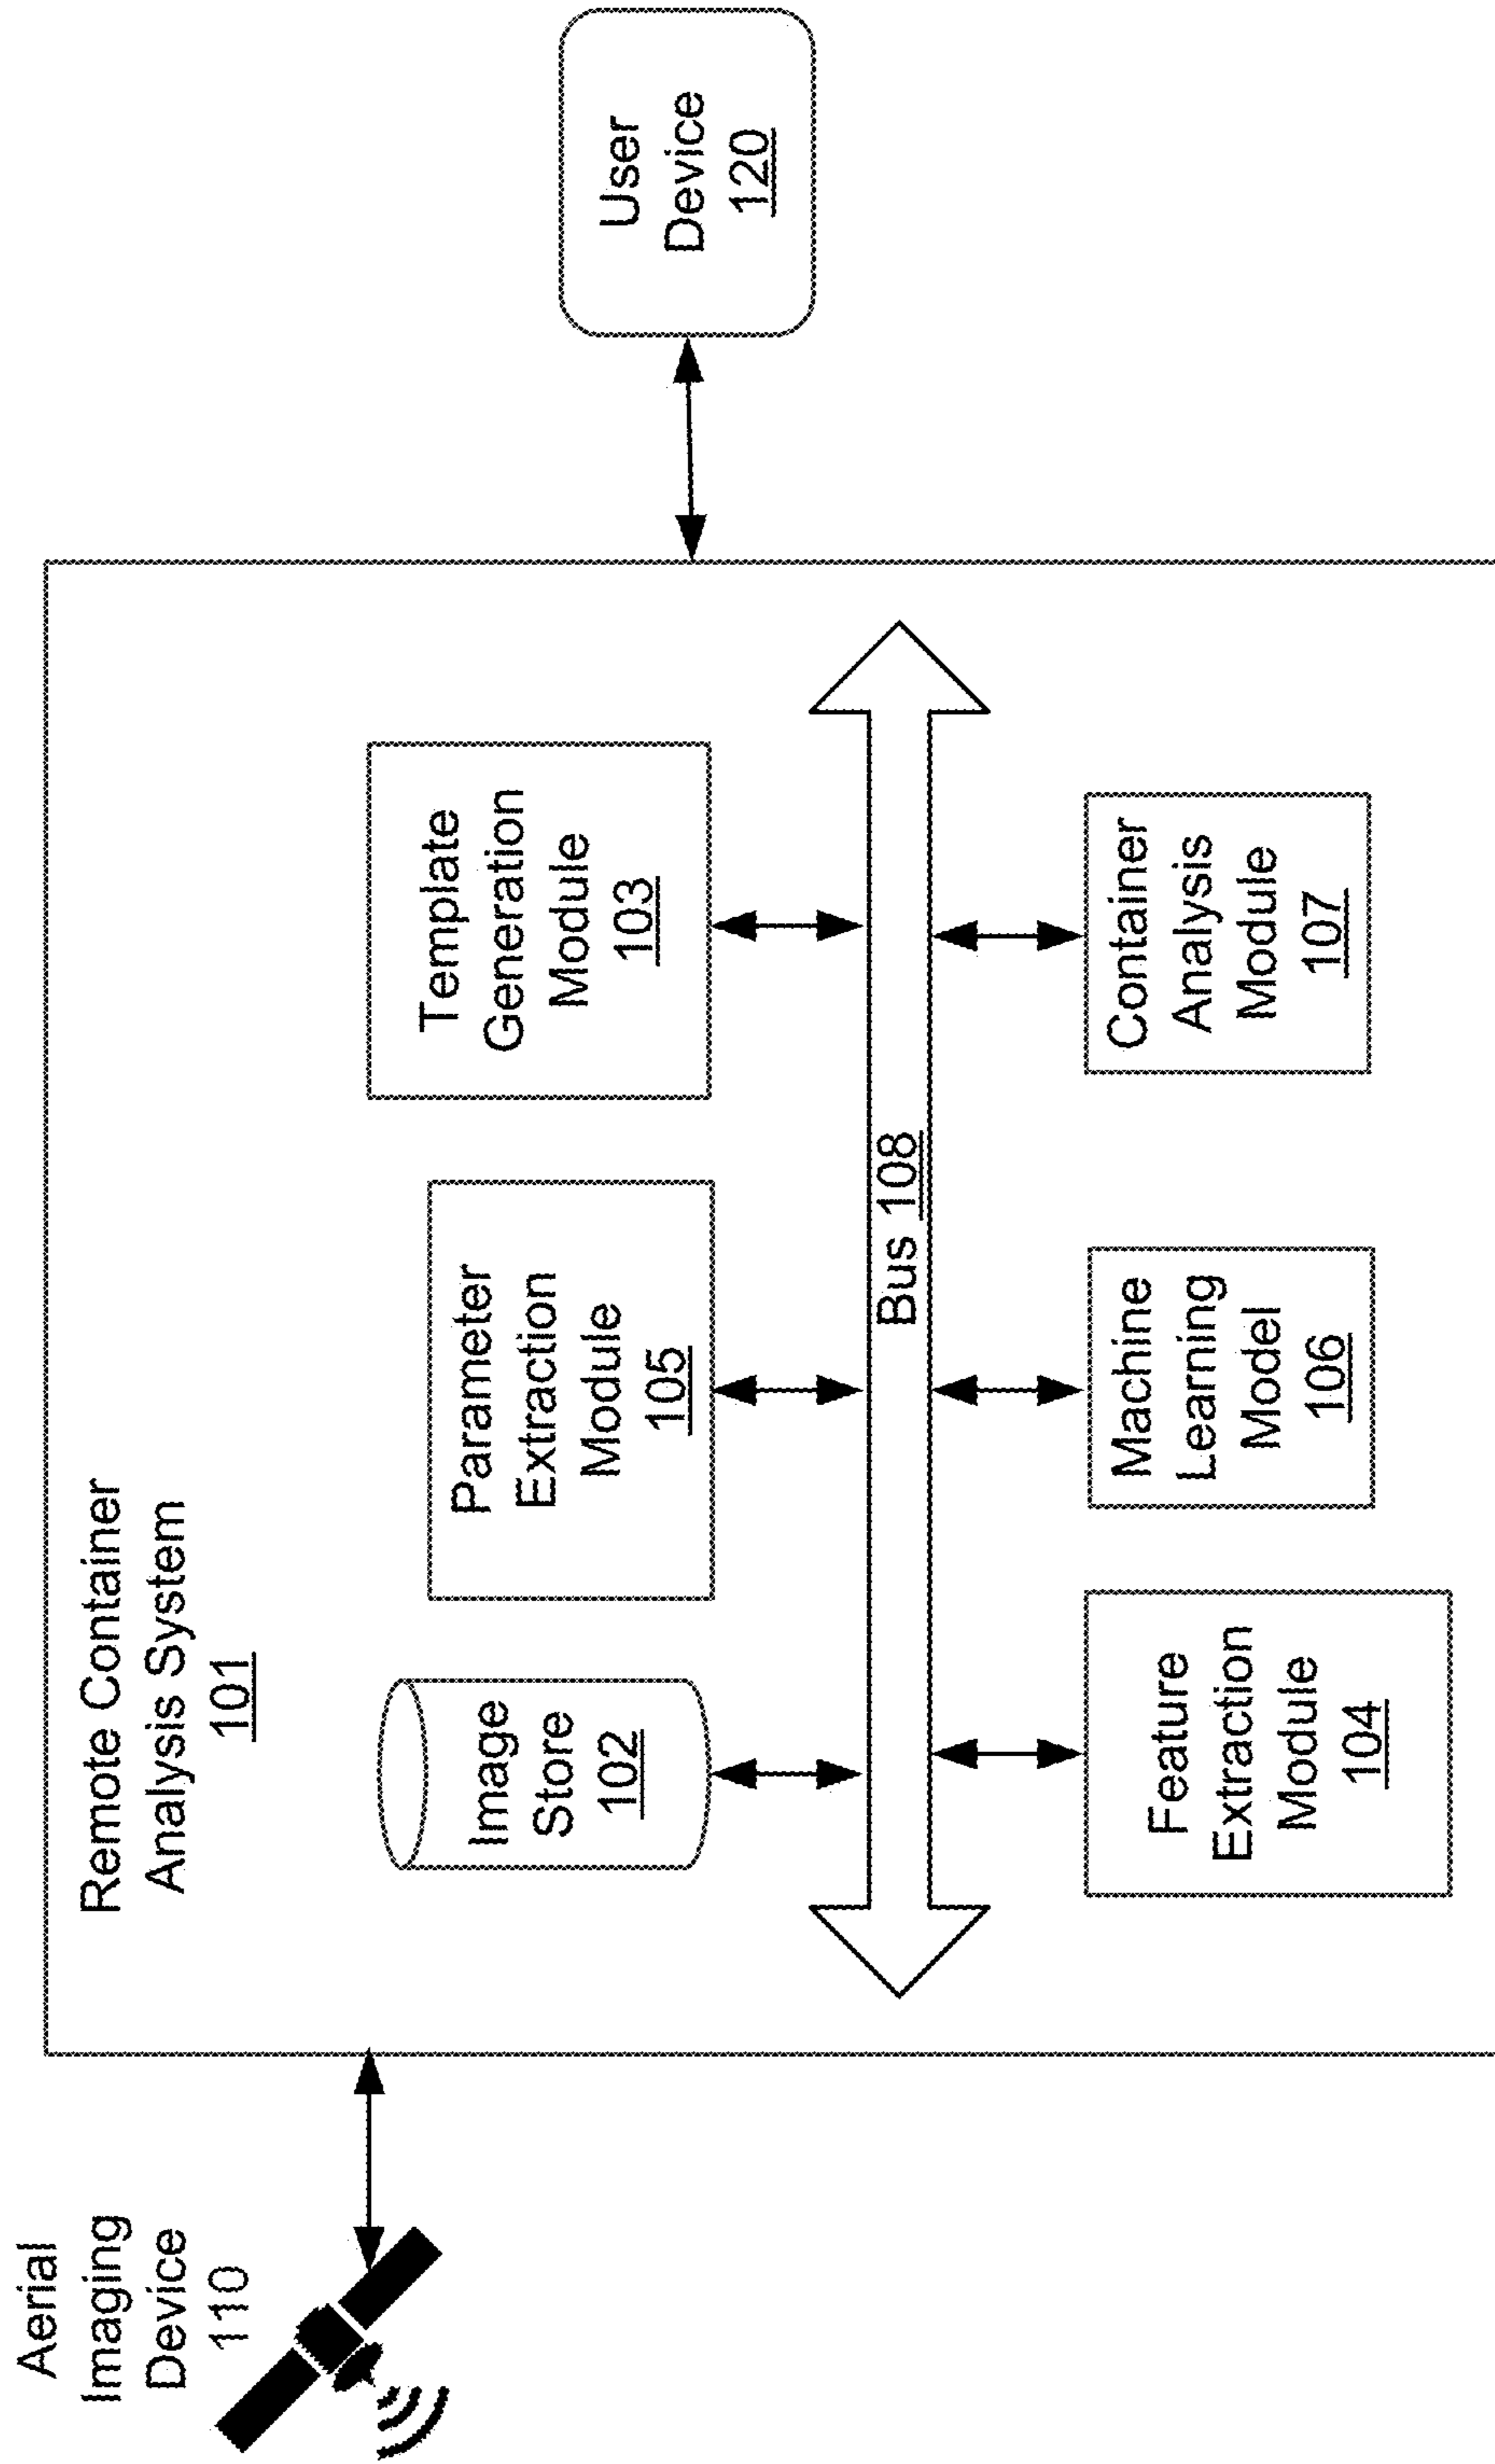 Aerial
Imaging
Device
110
Remote Container
Analysis System
101
Image
Store
102
Parameter
Extraction
Module
105
Template
Generation
Module
103
Bus 108
Feature
Extraction
Module
104
Machine
Learning
Model
106
Container
Analysis
Module
107
User
Device
120